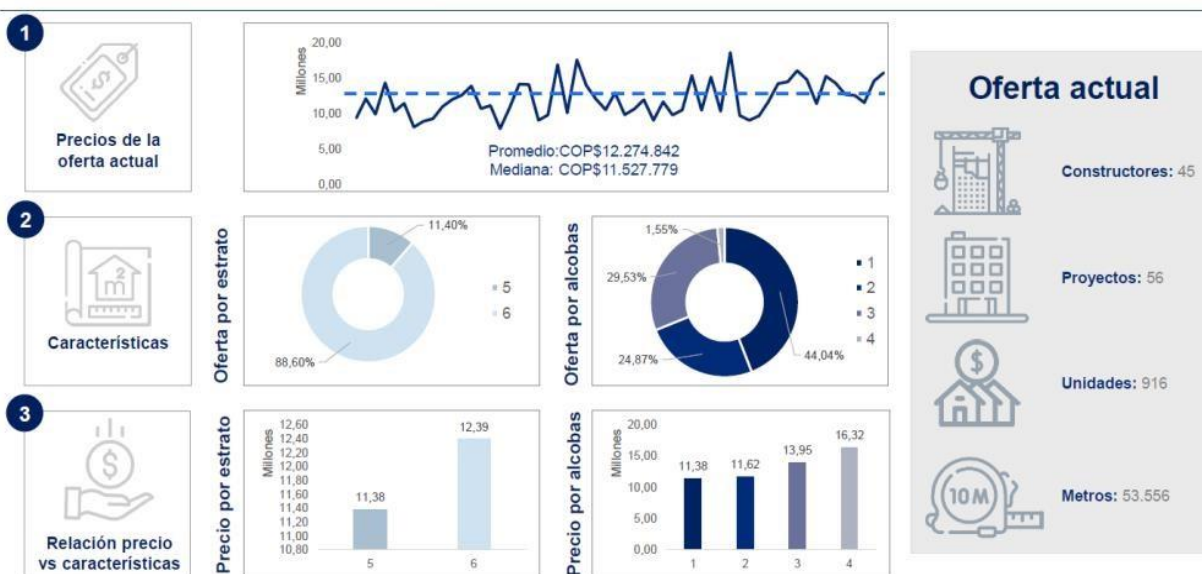 1
Precios de la
oferta actual
Millones
20,00
15,00
10,00
5,00
0,00
Promedio:COP$12.274.842
Mediana: COP$11.527.779
2
m2
Características
Oferta por estrato
11,40%
88,60%
5
6
Oferta por alcobas
1,55%
29,53%
24,87%
44,04%
1
2
3
4
3
$
Relación precio
vs características
Precio por estrato
Millones
12,60
12,40
12,20
12,00
11,80
11,60
11,40
11,20
11,00
10,80
11,38
12,39
5
6
Precio por alcobas
Millones
20,00
15,00
10,00
5,00
0,00
11,38
11,62
13,95
16,32
1
2
3
4
Oferta actual
Constructores: 45
Proyectos: 56
$
Unidades: 916
10M
Metros: 53.556